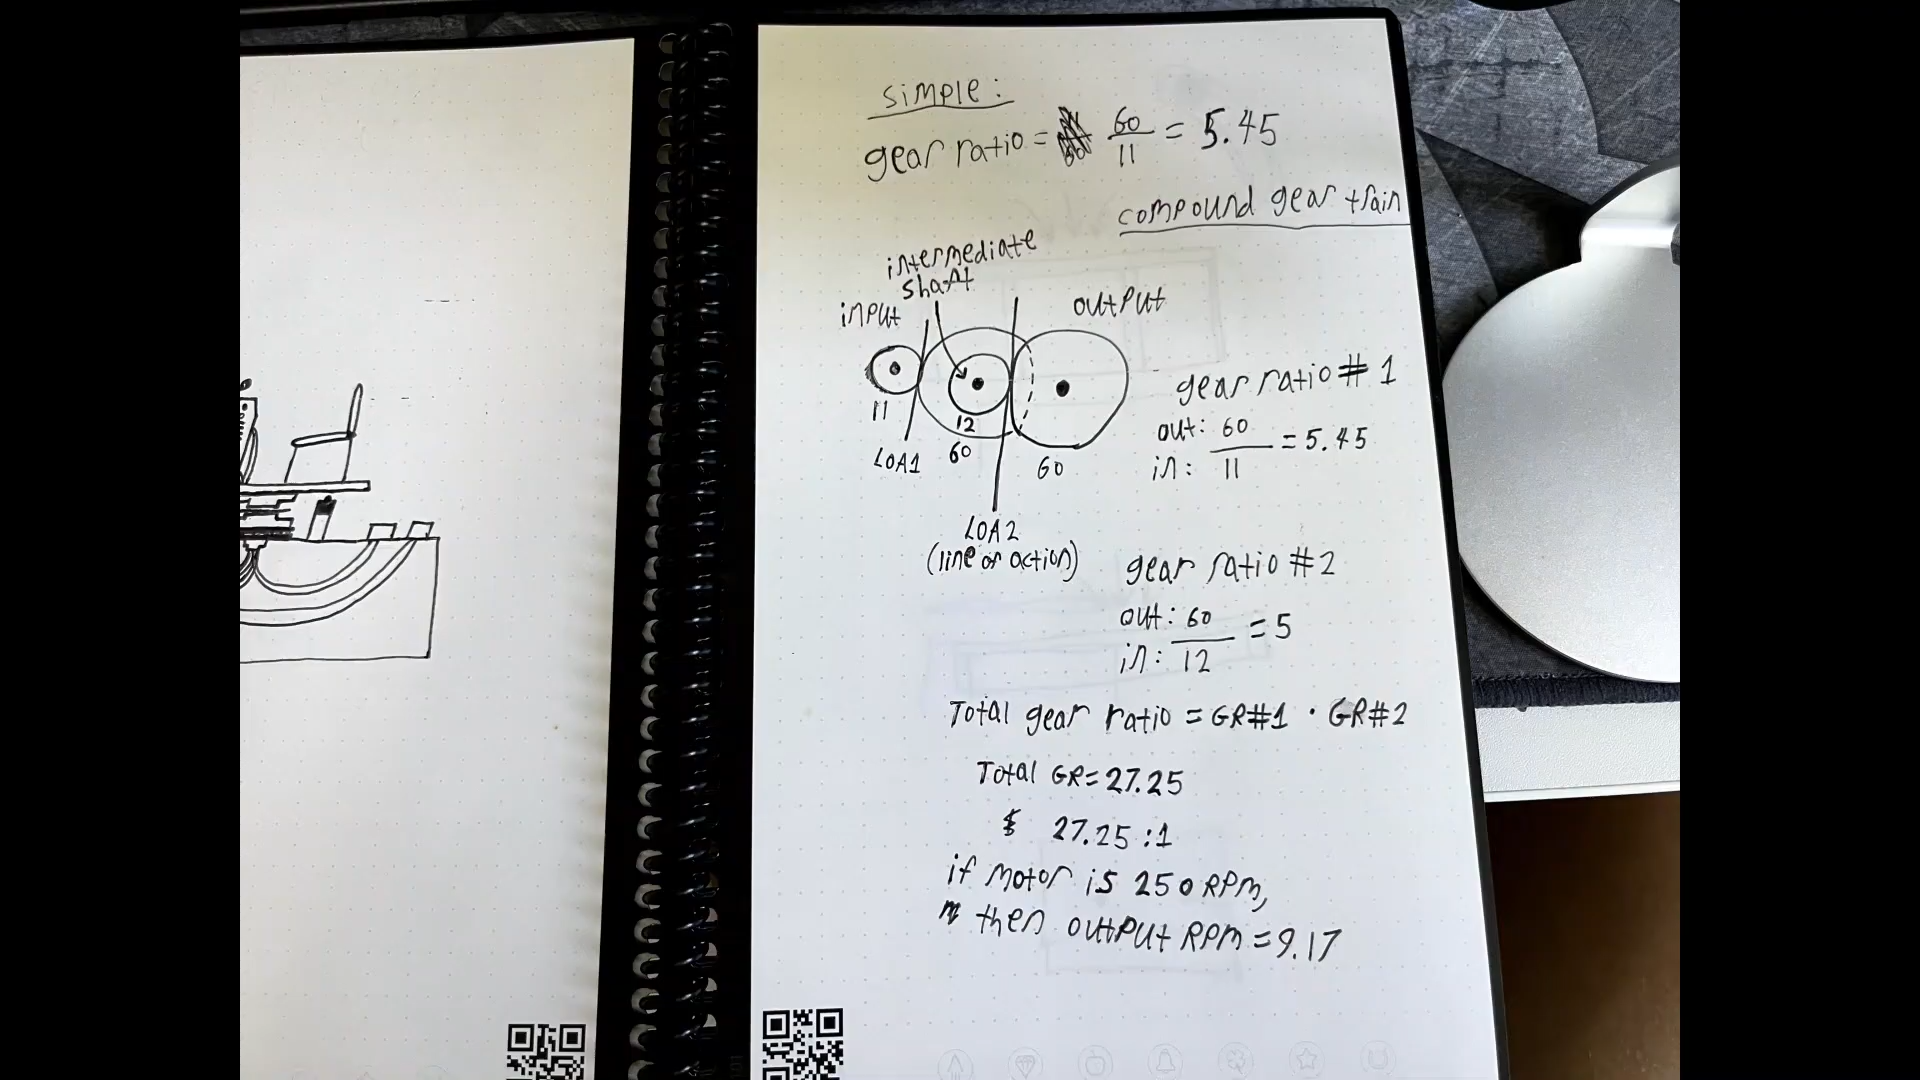 simple:
gear ratio = 60/11 = 5.45
compound gear train
intermediate
shaft
input
output
11
12
60
60
LOA1
LOA2
(line of action)
gear ratio # 1
out: 60
in: 11
= 5.45
gear ratio #2
out: 60
in: 12
= 5
Total gear ratio = GR#1 · GR#2
Total GR = 27.25
27.25 :1
if motor is 250 RPM,
then output RPM = 9.17